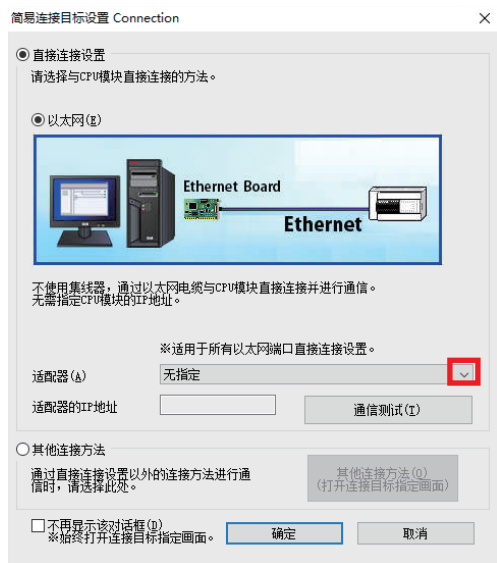 简易连接目标设置 Connection
直接连接设置
请选择与CPU模块直接连接的方法。
以太网(E)
Ethernet Board
Ethernet
不使用集线器，通过以太网电缆与CPU模块直接连接并进行通信。
无需指定CPU模块的IP地址。
※适用于所有以太网端口直接连接设置。
适配器(A)
无指定
适配器的IP地址
通信测试(T)
其他连接方法
通过直接连接设置以外的连接方法进行通
信时，请选择此处。
其他连接方法(O)
(打开连接目标指定画面)
不再显示该对话框(D)
※始终打开连接目标指定画面。
确定
取消